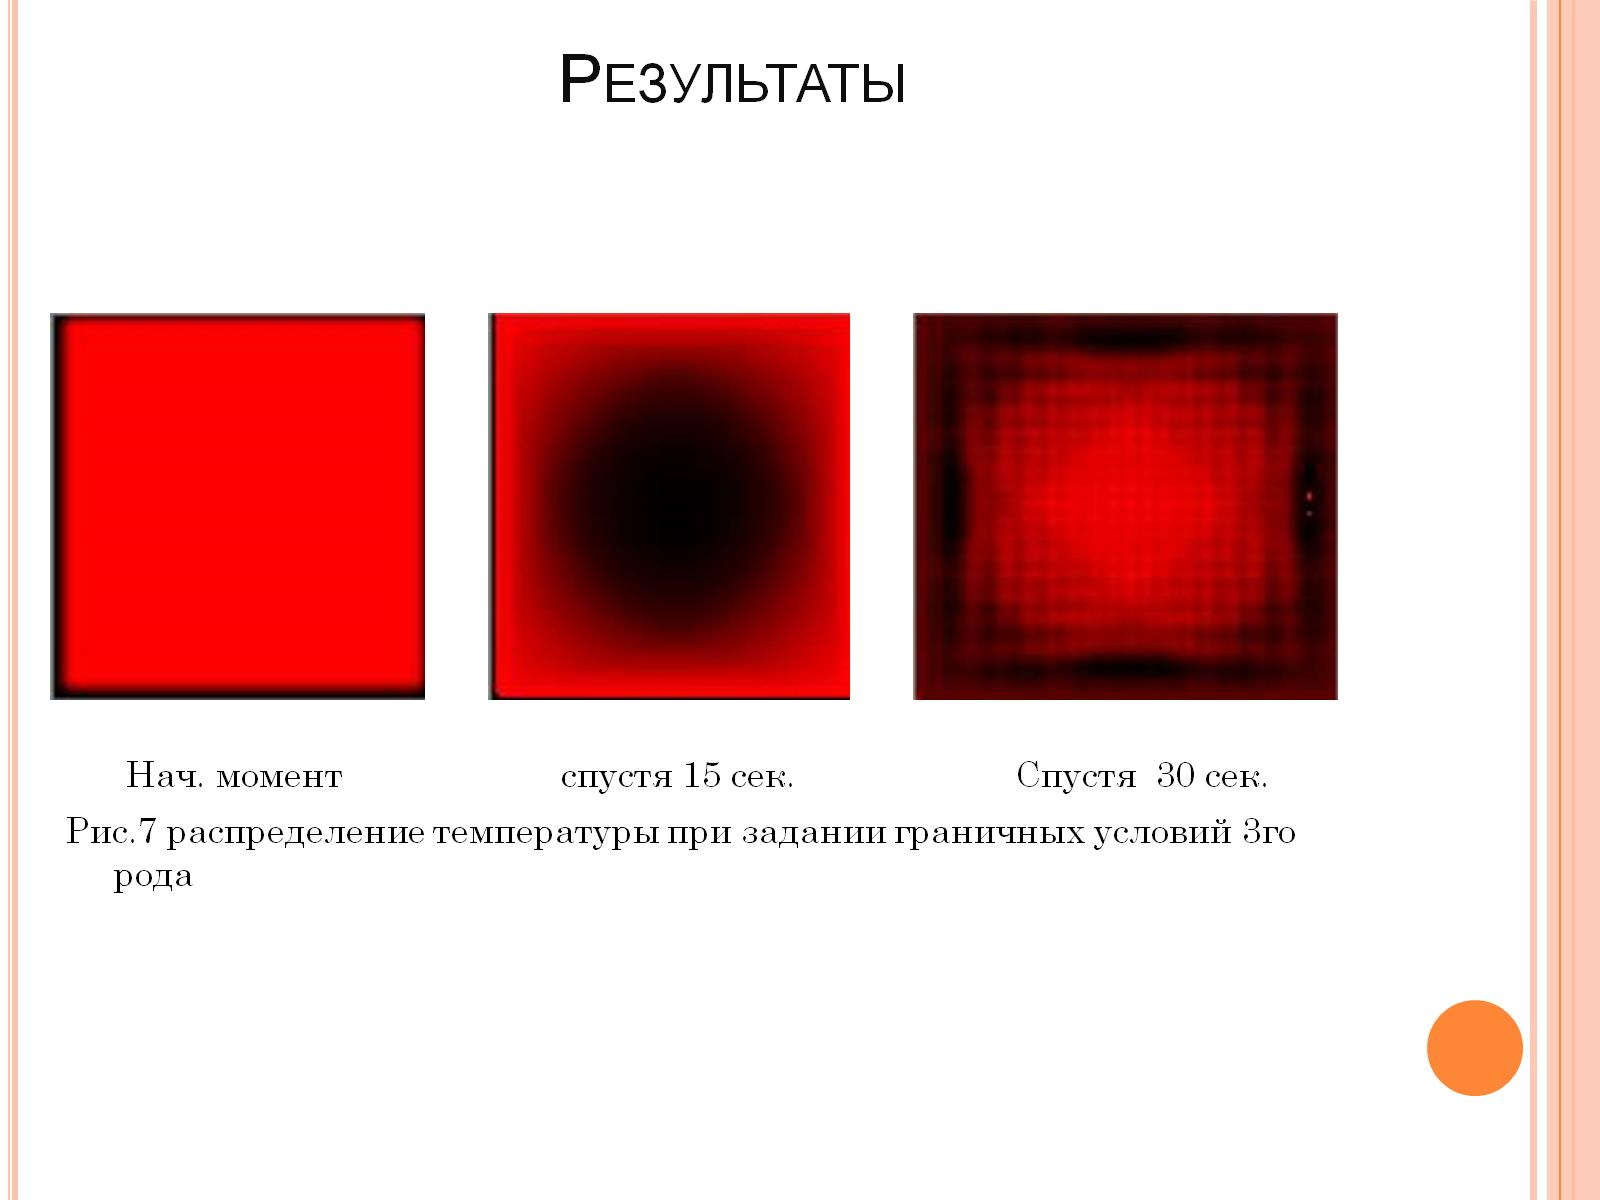 Результаты
Нач. момент спустя 15 сек. Спустя 30 сек.
Рис.7 распределение температуры при задании граничных условий 3го
рода